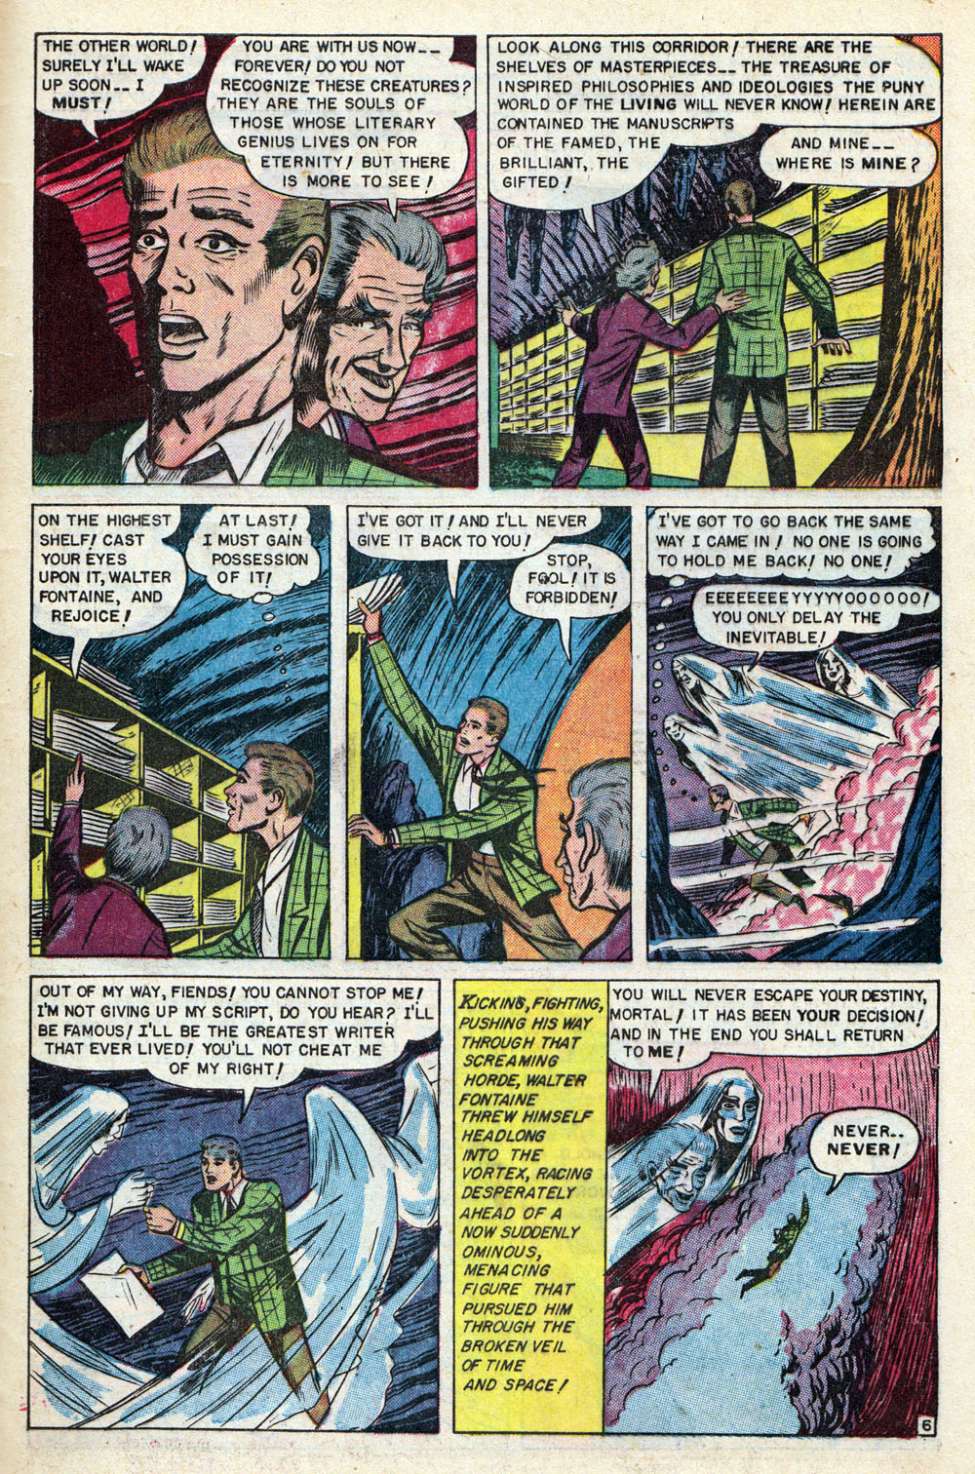 THE OTHER WORLD!
SURELY I'LL WAKE
UP SOON-- I
MUST!
YOU ARE WITH US NOW--
FOREVER! DO YOU NOT
RECOGNIZE THESE CREATURES?
THEY ARE THE SOULS OF
THOSE WHOSE LITERARY
GENIUS LIVES ON FOR
ETERNITY! BUT THERE
IS MORE TO SEE!
LOOK ALONG THIS CORRIDOR! THERE ARE THE
SHELVES OF MASTERPIECES-- THE TREASURE OF
INSPIRED PHILOSOPHIES AND IDEOLOGIES THE PUNY
WORLD OF THE LIVING WILL NEVER KNOW! HEREIN ARE
CONTAINED THE MANUSCRIPTS
OF THE FAMED, THE
BRILLIANT, THE
GIFTED!
AND MINE--
WHERE IS MINE?
ON THE HIGHEST
SHELF! CAST
YOUR EYES
UPON IT, WALTER
FONTAINE, AND
REJOICE!
AT LAST!
I MUST GAIN
POSSESSION
OF IT!
I'VE GOT IT! AND I'LL NEVER
GIVE IT BACK TO YOU!
STOP,
FOOL! IT IS
FORBIDDEN!
I'VE GOT TO GO BACK THE SAME
WAY I CAME IN! NO ONE IS GOING
TO HOLD ME BACK! NO ONE!
EEEEEEEEYYYYYOOOOOO!
YOU ONLY DELAY THE
INEVITABLE!
OUT OF MY WAY, FIENDS! YOU CANNOT STOP ME!
I'M NOT GIVING UP MY SCRIPT, DO YOU HEAR? I'LL
BE FAMOUS! I'LL BE THE GREATEST WRITER
THAT EVER LIVED! YOU'LL NOT CHEAT ME
OF MY RIGHT!
KICKING, FIGHTING,
PUSHING HIS WAY
THROUGH THAT
SCREAMING
HORDE, WALTER
FONTAINE
THREW HIMSELF
HEADLONG
INTO THE
VORTEX, RACING
DESPERATELY
AHEAD OF A
NOW SUDDENLY
OMINOUS,
MENACING
FIGURE THAT
PURSUED HIM
THROUGH THE
BROKEN VEIL
OF TIME
AND SPACE!
YOU WILL NEVER ESCAPE YOUR DESTINY,
MORTAL! IT HAS BEEN YOUR DECISION!
AND IN THE END YOU SHALL RETURN
TO ME!
NEVER..
NEVER!
6